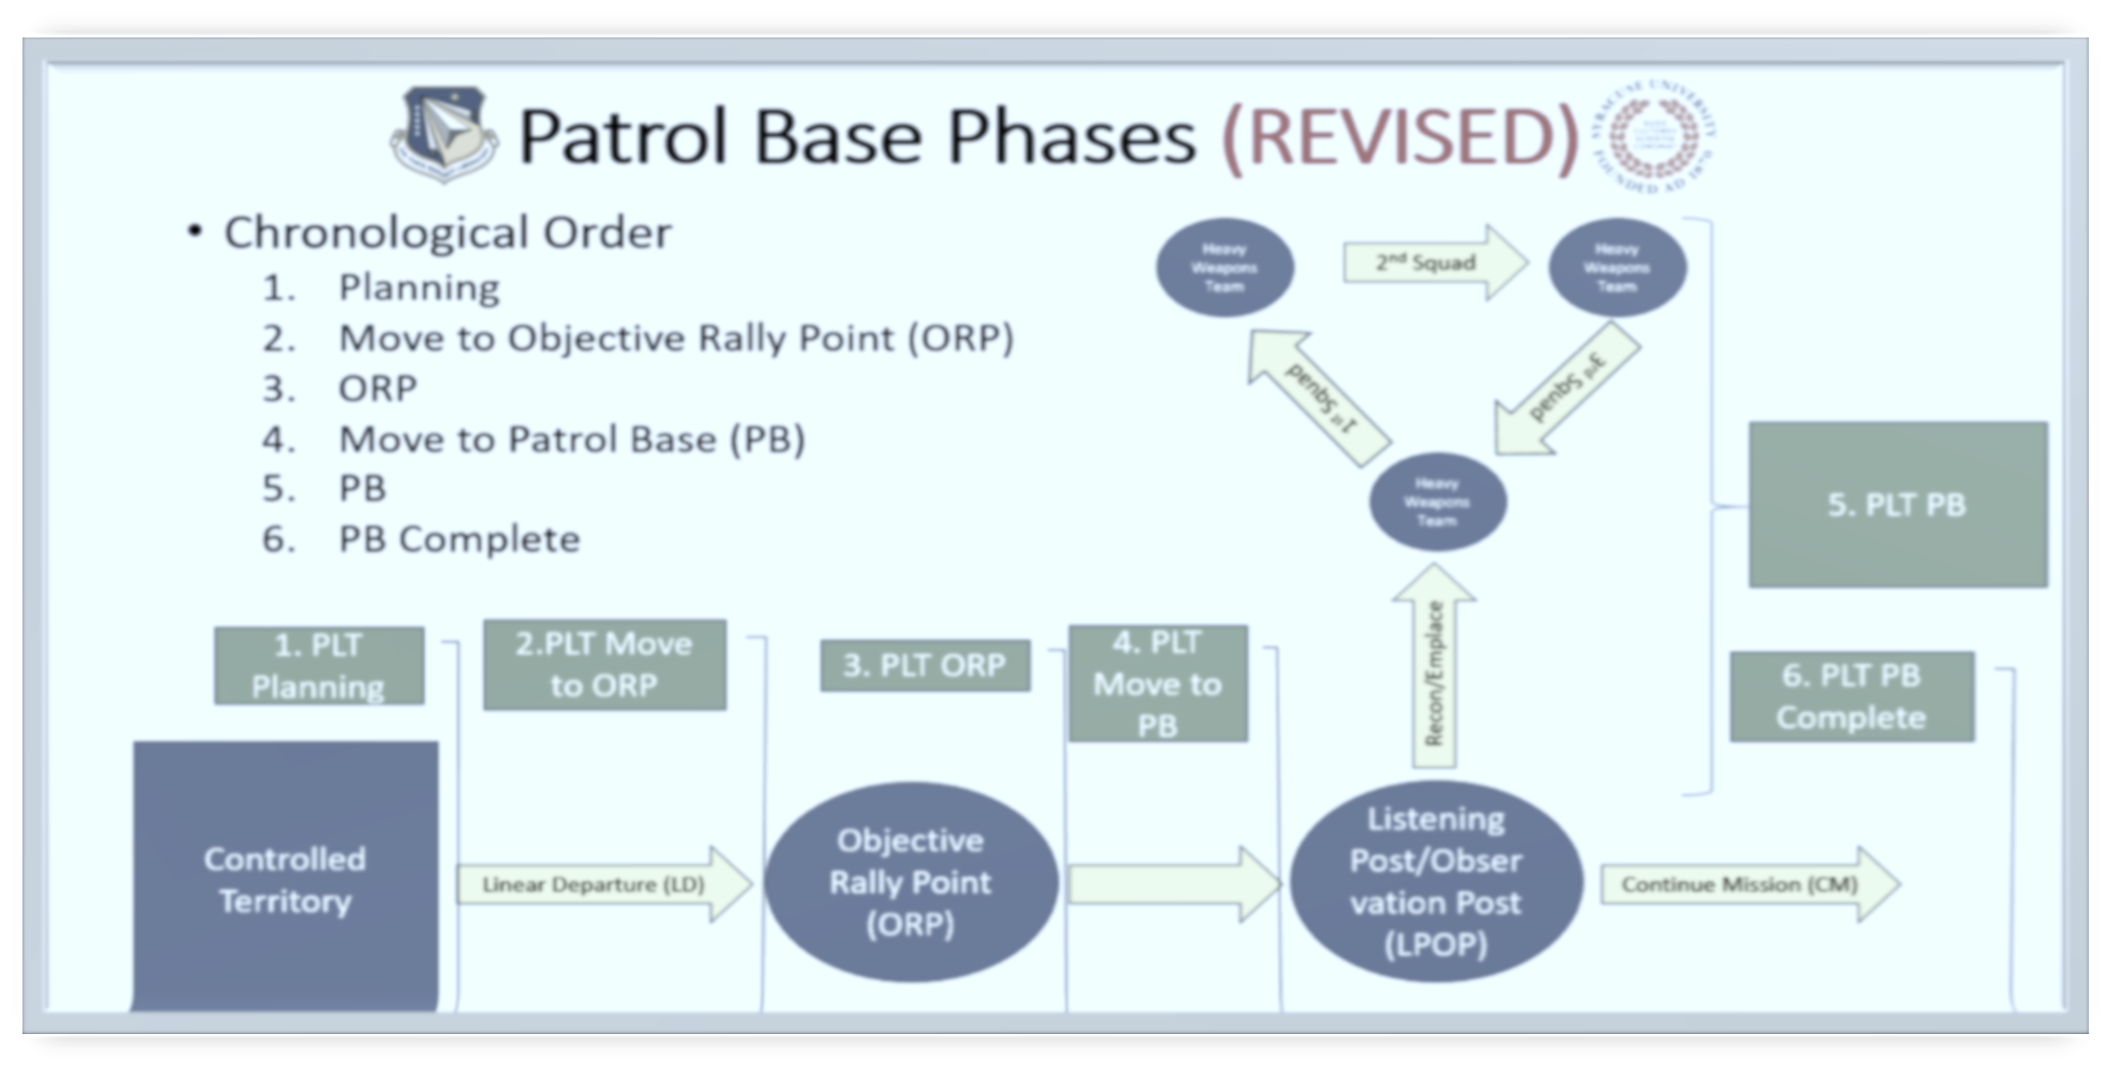 Patrol Base Phases (REVISED)
SYRACUSE UNIVERSITY
FOUNDED AD 1870
• Chronological Order
1. Planning
2. Move to Objective Rally Point (ORP)
3. ORP
4. Move to Patrol Base (PB)
5. PB
6. PB Complete
Heavy
Weapons
Team
2nd Squad
Heavy
Weapons
Team
1st Squad
3rd Squad
Heavy
Weapons
Team
Recon/Emplace
5. PLT PB
1. PLT
Planning
2.PLT Move
to ORP
3. PLT ORP
4. PLT
Move to
PB
6. PLT PB
Complete
Controlled
Territory
Linear Departure (LD)
Objective
Rally Point
(ORP)
Listening
Post/Obser
vation Post
(LPOP)
Continue Mission (CM)